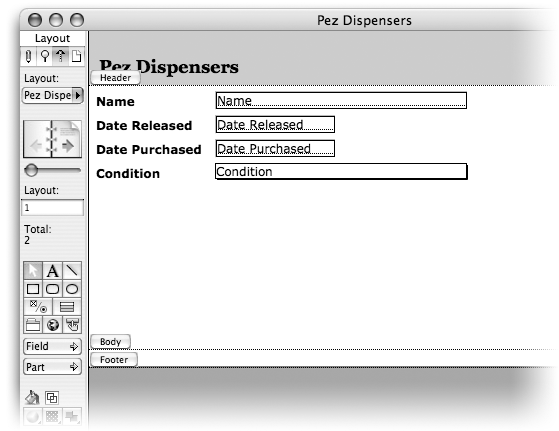 Pez Dispensers
Layout
Layout:
Pez Dispe
Layout:
1
Total:
2
A
Field
Part
Pez Dispensers
Header
Name Name
Date Released Date Released
Date Purchased Date Purchased
Condition Condition
Body
Footer